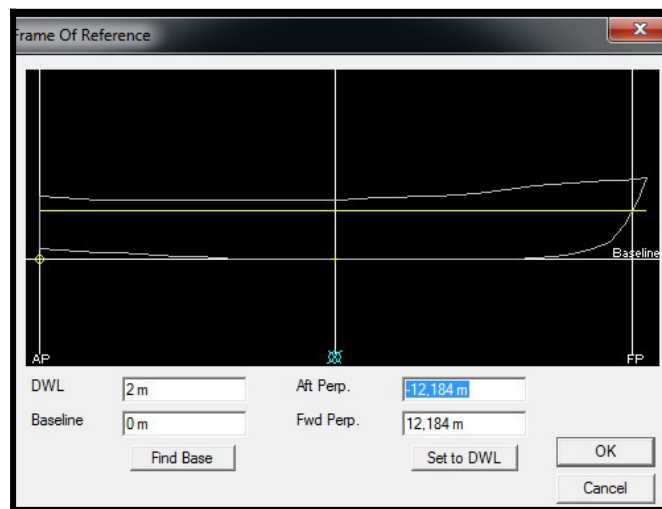 Frame Of Reference
x
Baseline
AP
FP
DWL
2 m
Aft Perp.
-12,184 m
Baseline
0 m
Fwd Perp.
12,184 m
Find Base
Set to DWL
OK
Cancel